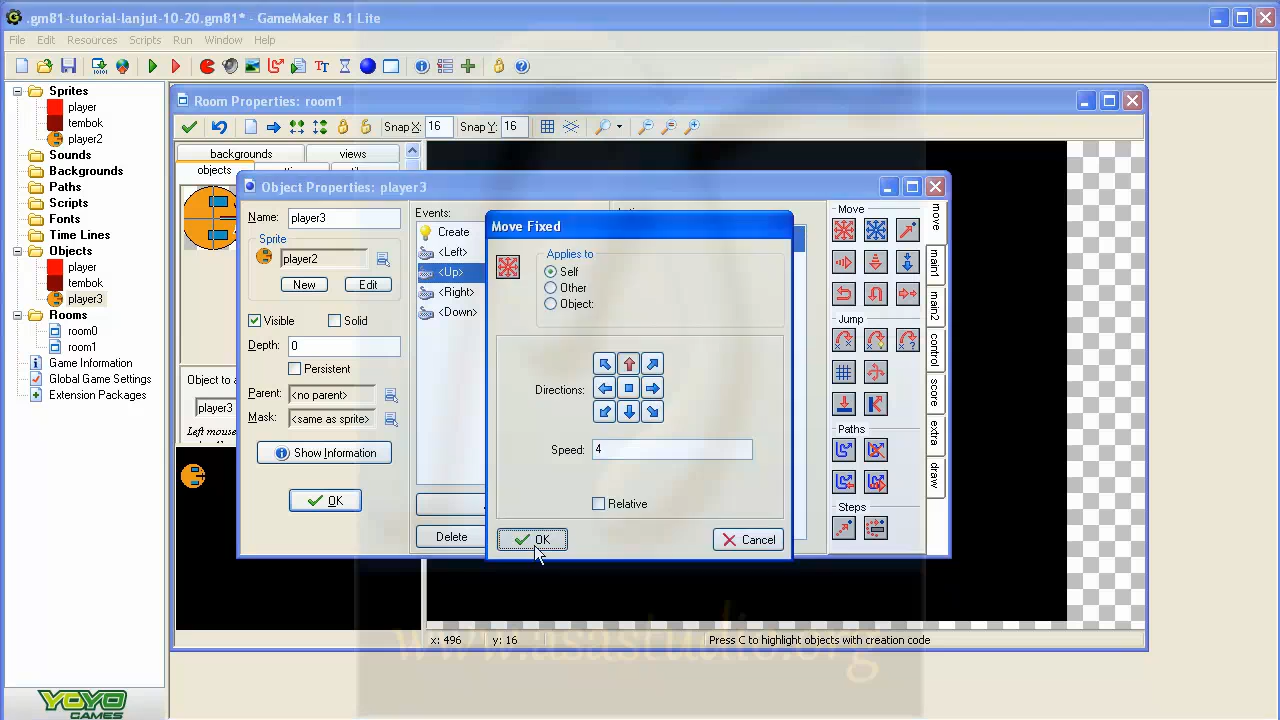 .gm81-tutorial-lanjut-10-20.gm81* - GameMaker 8.1 Lite
File Edit Resources Scripts Run Window Help
Sprites
player
tembok
player2
Sounds
Backgrounds
Paths
Scripts
Fonts
Time Lines
Objects
player
tembok
player3
Rooms
room0
room1
Game Information
Global Game Settings
Extension Packages
YOYO
GAMES
Room Properties: room1
Snap X: 16 Snap Y: 16
backgrounds views
objects
Object to a
player3
Left mouse
x: 496 y: 16 Press C to highlight objects with creation code
Object Properties: player3
Name: player3
Sprite
player2
New Edit
Visible Solid
Depth: 0
Persistent
Parent: <no parent>
Mask: <same as sprite>
Show Information
OK
Events:
Create
<Left>
<Up>
<Right>
<Down>
Delete
Move Fixed
Applies to
Self
Other
Object:
Directions:
Speed: 4
Relative
OK Cancel
Move
Jump
Paths
Steps
move
main1
main2
control
score
extra
draw
www.asastudio.org